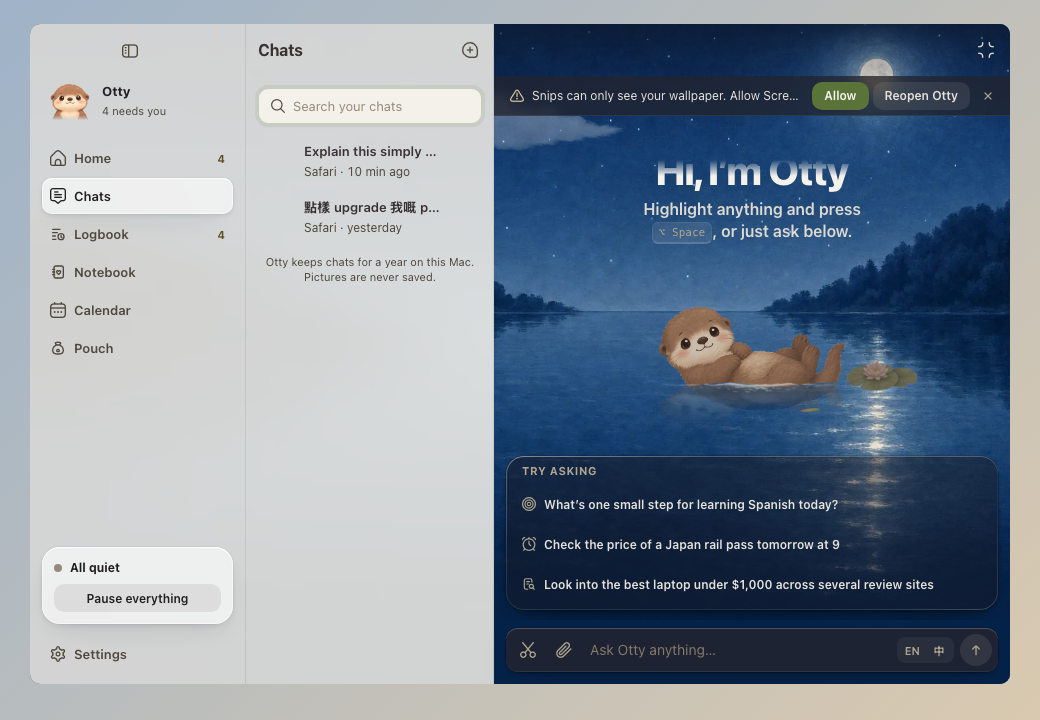 Otty
4 needs you
Home 4
Chats
Logbook 4
Notebook
Calendar
Pouch
All quiet
Pause everything
Settings
Chats
Search your chats
Explain this simply ...
Safari · 10 min ago
點樣 upgrade 我嘅 p...
Safari · yesterday
Otty keeps chats for a year on this Mac.
Pictures are never saved.
Snips can only see your wallpaper. Allow Scre...
Allow
Reopen Otty
Hi, I'm Otty
Highlight anything and press
⌥ Space, or just ask below.
TRY ASKING
What's one small step for learning Spanish today?
Check the price of a Japan rail pass tomorrow at 9
Look into the best laptop under $1,000 across several review sites
Ask Otty anything...
EN 中